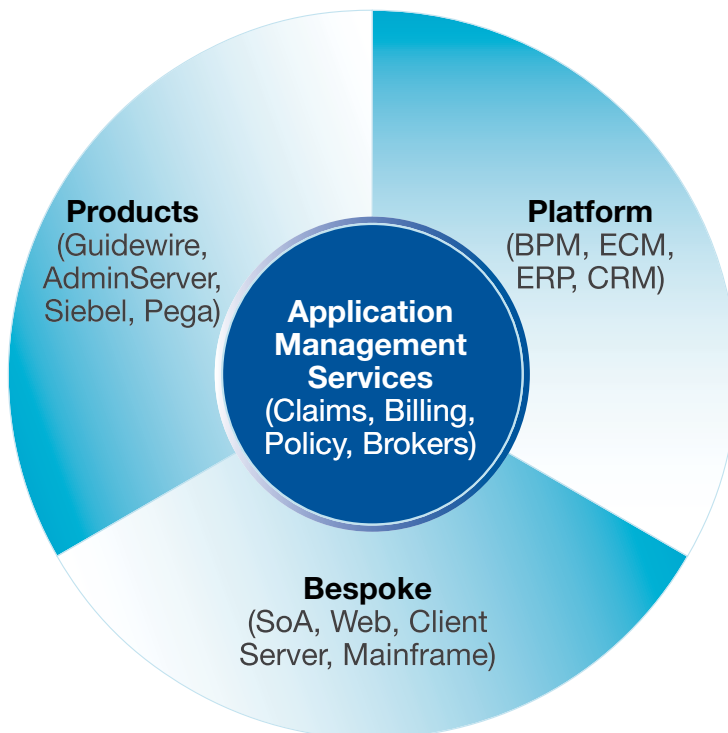 Products
(Guidewire,
AdminServer,
Siebel, Pega)
Platform
(BPM, ECM,
ERP, CRM)
Application
Management
Services
(Claims, Billing,
Policy, Brokers)
Bespoke
(SoA, Web, Client
Server, Mainframe)